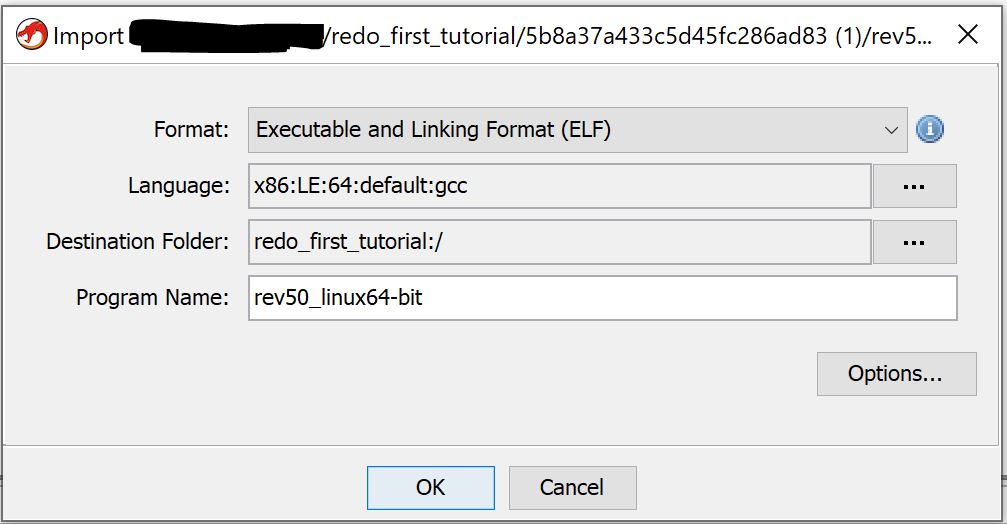 Import /redo_first_tutorial/5b8a37a433c5d45fc286ad83 (1)/rev5...
Format: Executable and Linking Format (ELF)
Language: x86:LE:64:default:gcc ...
Destination Folder: redo_first_tutorial:/ ...
Program Name: rev50_linux64-bit
Options...
OK Cancel